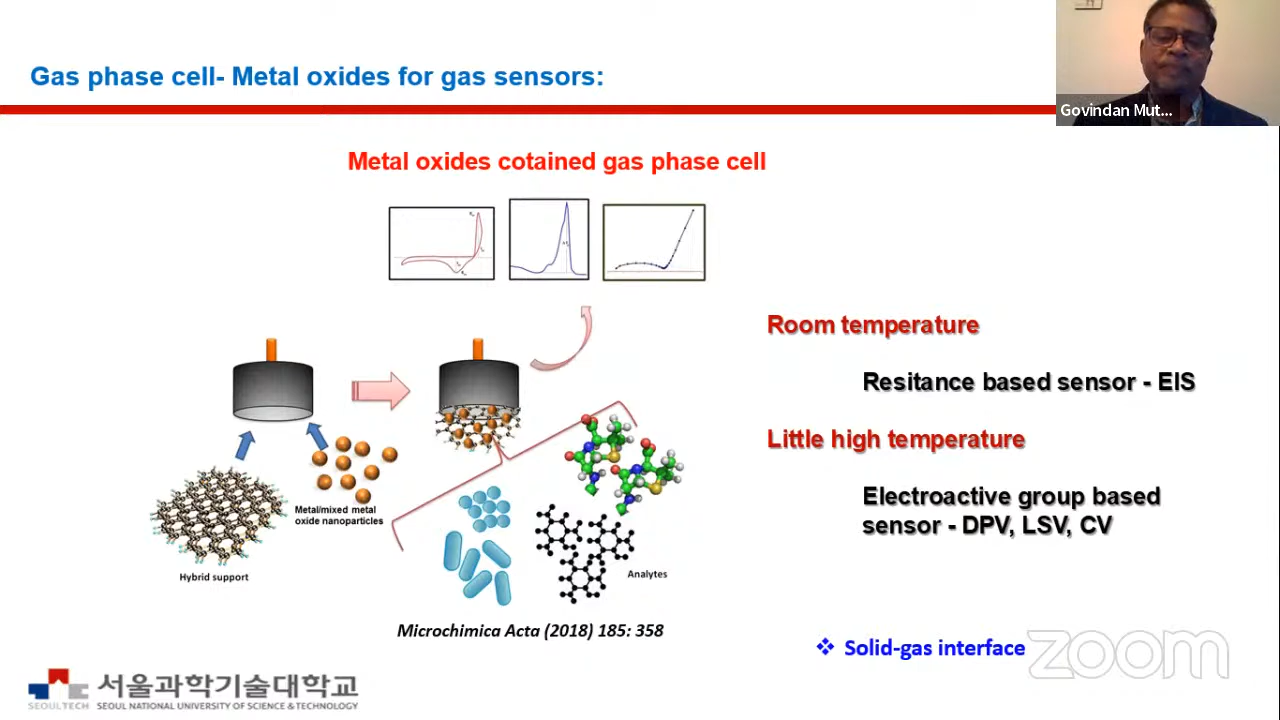 Gas phase cell- Metal oxides for gas sensors:
Govindan Mut...
Metal oxides cotained gas phase cell
Room temperature
Resitance based sensor - EIS
Little high temperature
Electroactive group based
sensor - DPV, LSV, CV
Metal/mixed metal
oxide nanoparticles
Hybrid support
Analytes
Microchimica Acta (2018) 185: 358
❖ Solid-gas interface
zoom
서울과학기술대학교
SEOULTECH SEOUL NATIONAL UNIVERSITY OF SCIENCE & TECHNOLOGY